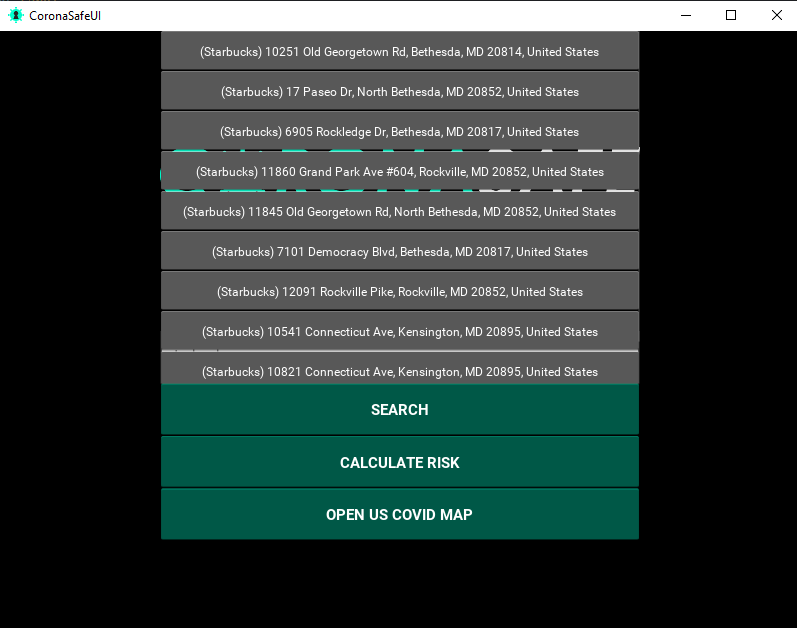 CoronaSafeUI
(Starbucks) 10251 Old Georgetown Rd, Bethesda, MD 20814, United States
(Starbucks) 17 Paseo Dr, North Bethesda, MD 20852, United States
(Starbucks) 6905 Rockledge Dr, Bethesda, MD 20817, United States
(Starbucks) 11860 Grand Park Ave #604, Rockville, MD 20852, United States
(Starbucks) 11845 Old Georgetown Rd, North Bethesda, MD 20852, United States
(Starbucks) 7101 Democracy Blvd, Bethesda, MD 20817, United States
(Starbucks) 12091 Rockville Pike, Rockville, MD 20852, United States
(Starbucks) 10541 Connecticut Ave, Kensington, MD 20895, United States
(Starbucks) 10821 Connecticut Ave, Kensington, MD 20895, United States
SEARCH
CALCULATE RISK
OPEN US COVID MAP